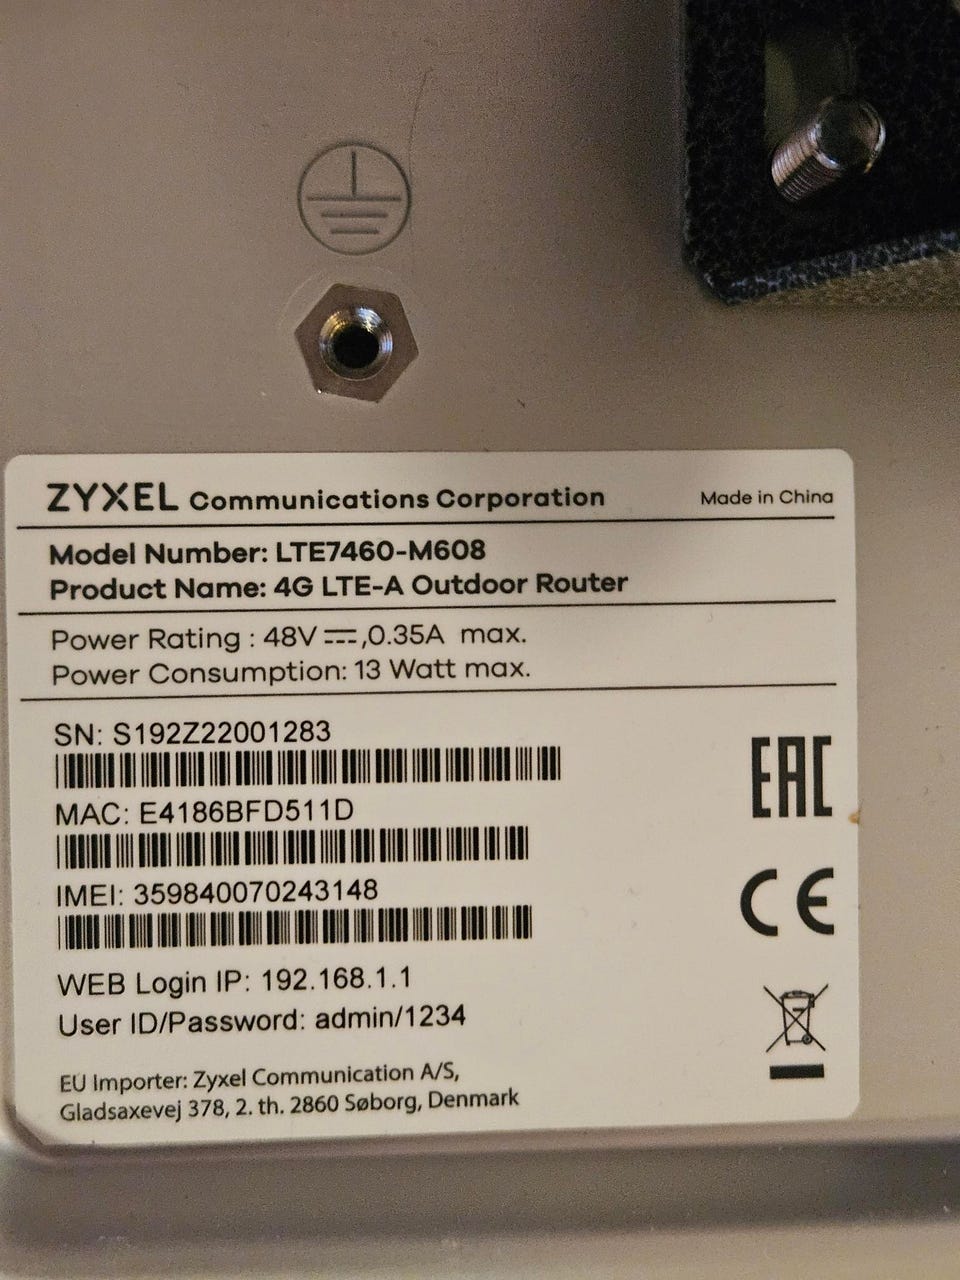 ZYXEL Communications Corporation Made in China
Model Number: LTE7460-M608
Product Name: 4G LTE-A Outdoor Router
Power Rating : 48V⎓,0.35A max.
Power Consumption: 13 Watt max.
SN: S192Z22001283
MAC: E4186BFD511D
IMEI: 359840070243148
WEB Login IP: 192.168.1.1
User ID/Password: admin/1234
EAC
CE
EU Importer: Zyxel Communication A/S,
Gladsaxevej 378, 2. th. 2860 Søborg, Denmark